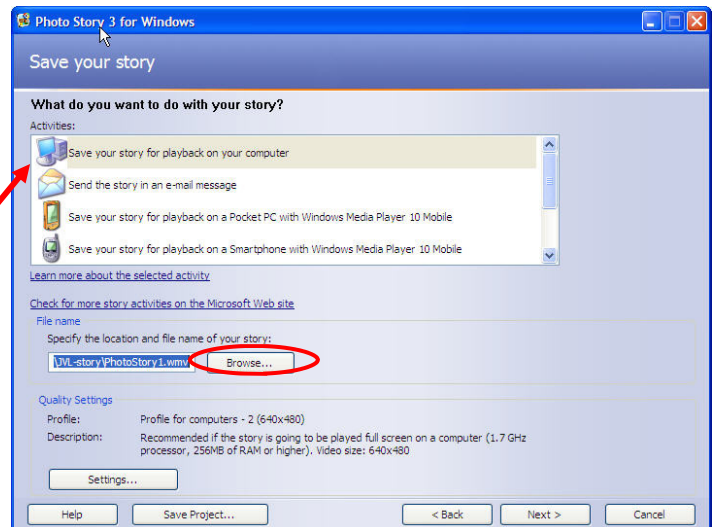 Photo Story 3 for Windows
Save your story
What do you want to do with your story?
Activities:
Save your story for playback on your computer
Send the story in an e-mail message
Save your story for playback on a Pocket PC with Windows Media Player 10 Mobile
Save your story for playback on a Smartphone with Windows Media Player 10 Mobile
Learn more about the selected activity
Check for more story activities on the Microsoft Web site
File name
Specify the location and file name of your story:
\JVL-story\PhotoStory1.wmv Browse...
Quality Settings
Profile: Profile for computers - 2 (640x480)
Description: Recommended if the story is going to be played full screen on a computer (1.7 GHz
processor, 256MB of RAM or higher). Video size: 640x480
Settings...
Help Save Project... < Back Next > Cancel